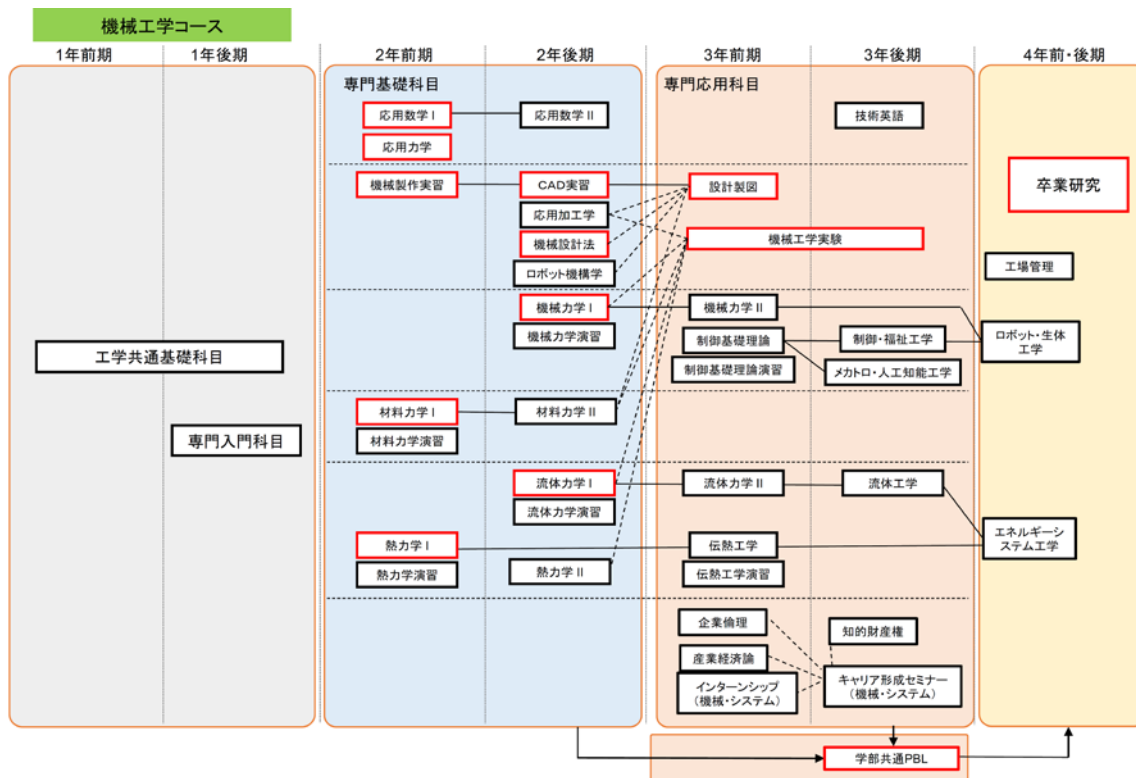 機械工学コース
1年前期
1年後期
2年前期
2年後期
3年前期
3年後期
4年前・後期
専門基礎科目
専門応用科目
応用数学Ⅰ
応用数学Ⅱ
技術英語
応用力学
卒業研究
機械製作実習
CAD実習
設計製図
応用加工学
機械設計法
機械工学実験
ロボット機構学
工場管理
機械力学Ⅰ
機械力学Ⅱ
機械力学演習
制御基礎理論
制御・福祉工学
ロボット・生体
工学
工学共通基礎科目
制御基礎理論演習
メカトロ・人工知能工学
材料力学Ⅰ
材料力学Ⅱ
専門入門科目
材料力学演習
流体力学Ⅰ
流体力学Ⅱ
流体工学
流体力学演習
熱力学Ⅰ
伝熱工学
エネルギーシ
ステム工学
熱力学演習
熱力学Ⅱ
伝熱工学演習
企業倫理
知的財産権
産業経済論
インターンシップ
(機械・システム)
キャリア形成セミナー
(機械・システム)
学部共通PBL